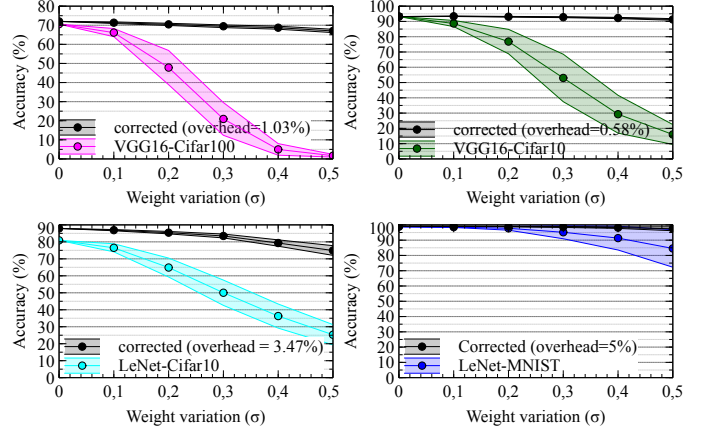 80
70
60
50
40
30
20
10
0
Accuracy (%)
corrected (overhead=1.03%)
VGG16-Cifar100
0 0,1 0,2 0,3 0,4 0,5
Weight variation (σ)
100
90
80
70
60
50
40
30
20
10
0
Accuracy (%)
corrected (overhead=0.58%)
VGG16-Cifar10
0 0,1 0,2 0,3 0,4 0,5
Weight variation (σ)
90
80
70
60
50
40
30
20
10
0
Accuracy (%)
corrected (overhead = 3.47%)
LeNet-Cifar10
0 0,1 0,2 0,3 0,4 0,5
Weight variation (σ)
100
90
80
70
60
50
40
30
20
10
0
Accuracy (%)
Corrected (overhead=5%)
LeNet-MNIST
0 0,1 0,2 0,3 0,4 0,5
Weight variation (σ)